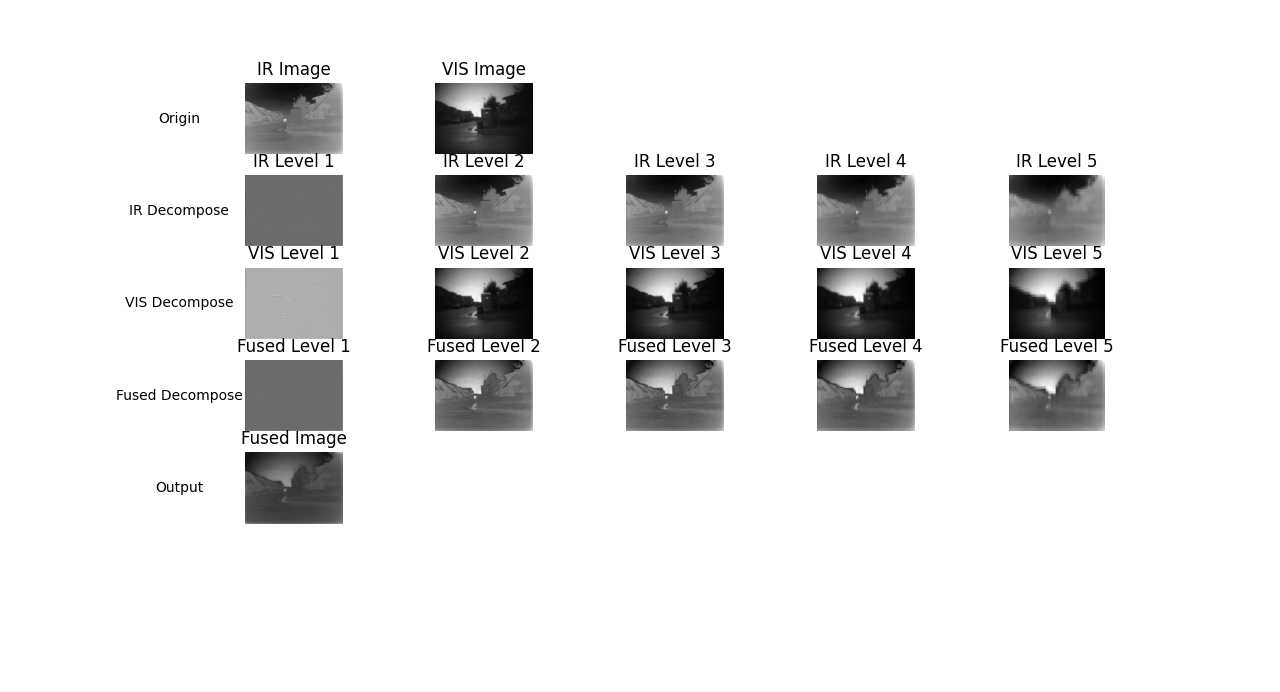 IR Image
VIS Image
Origin
IR Level 1
IR Level 2
IR Level 3
IR Level 4
IR Level 5
IR Decompose
VIS Level 1
VIS Level 2
VIS Level 3
VIS Level 4
VIS Level 5
VIS Decompose
Fused Level 1
Fused Level 2
Fused Level 3
Fused Level 4
Fused Level 5
Fused Decompose
Fused Image
Output